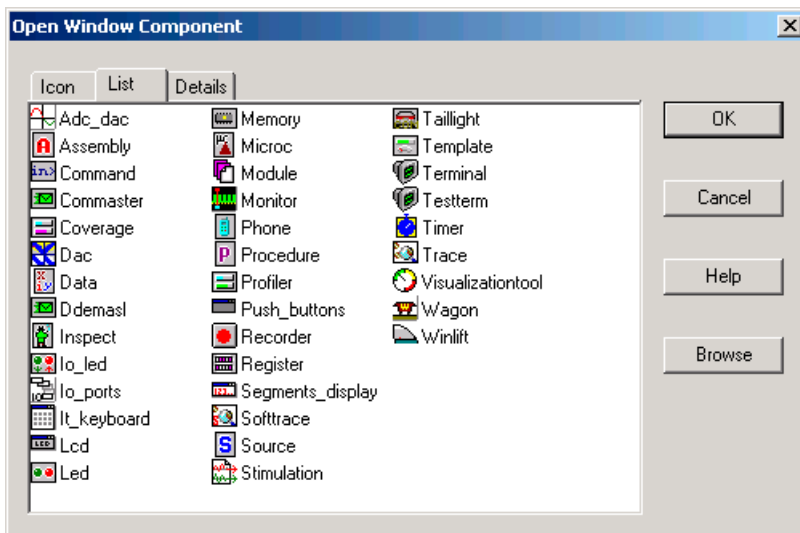 Open Window Component
Icon
List
Details
Adc_dac
Assembly
Command
Commaster
Coverage
Dac
Data
Ddemasl
Inspect
Io_led
Io_ports
It_keyboard
Lcd
Led
Memory
Microc
Module
Monitor
Phone
Procedure
Profiler
Push_buttons
Recorder
Register
Segments_display
Softtrace
Source
Stimulation
Taillight
Template
Terminal
Testterm
Timer
Trace
Visualizationtool
Wagon
Winlift
OK
Cancel
Help
Browse